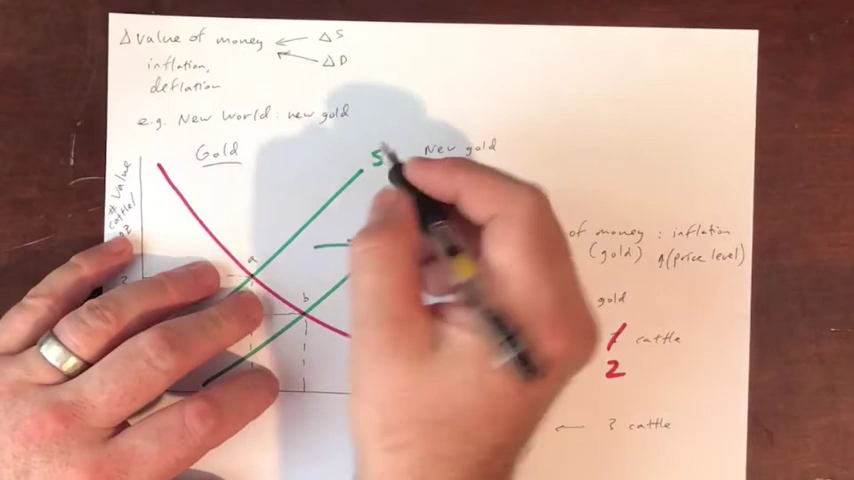 Δ value of money ← ΔS
inflation, ← ΔD
deflation
e.g. New World: new gold
Gold
New gold
# value
cattle/
S
a
b
of money : inflation
(gold) (price level)
gold
cattle
2
← 3 cattle